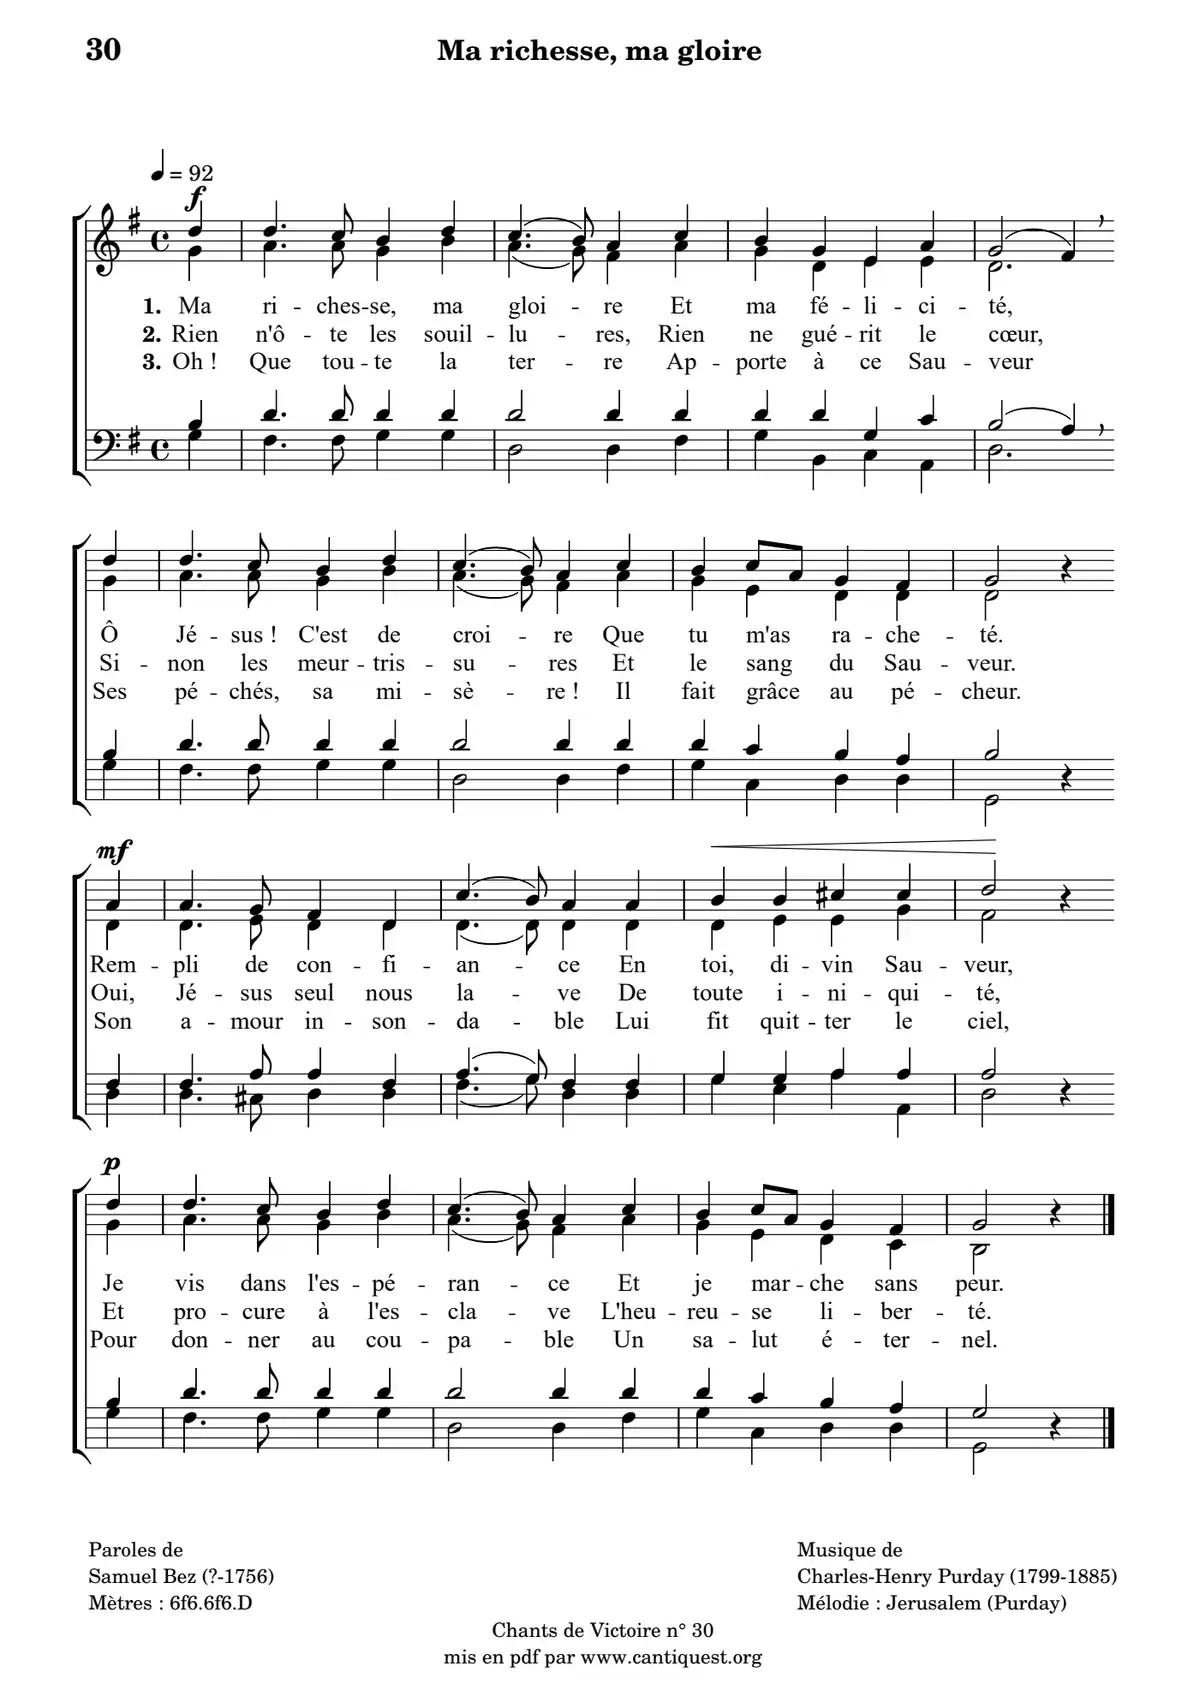 30 Ma richesse, ma gloire
= 92
f
1. Ma ri - ches-se, ma gloi - re Et ma fé - li - ci - té,
2. Rien n'ô - te les souil - lu - res, Rien ne gué - rit le cœur,
3. Oh ! Que tou - te la ter - re Ap - porte à ce Sau - veur
Ô Jé - sus ! C'est de croi - re Que tu m'as ra - che - té.
Si - non les meur - tris - su - res Et le sang du Sau - veur.
Ses pé - chés, sa mi - sè - re ! Il fait grâce au pé - cheur.
mf
Rem - pli de con - fi - an - ce En toi, di - vin Sau - veur,
Oui, Jé - sus seul nous la - ve De toute i - ni - qui - té,
Son a - mour in - son - da - ble Lui fit quit - ter le ciel,
p
Je vis dans l'es - pé - ran - ce Et je mar - che sans peur.
Et pro - cure à l'es - cla - ve L'heu - reu - se li - ber - té.
Pour don - ner au cou - pa - ble Un sa - lut é - ter - nel.
Paroles de
Samuel Bez (?-1756)
Mètres : 6f6.6f6.D
Musique de
Charles-Henry Purday (1799-1885)
Mélodie : Jerusalem (Purday)
Chants de Victoire n° 30
mis en pdf par www.cantiquest.org